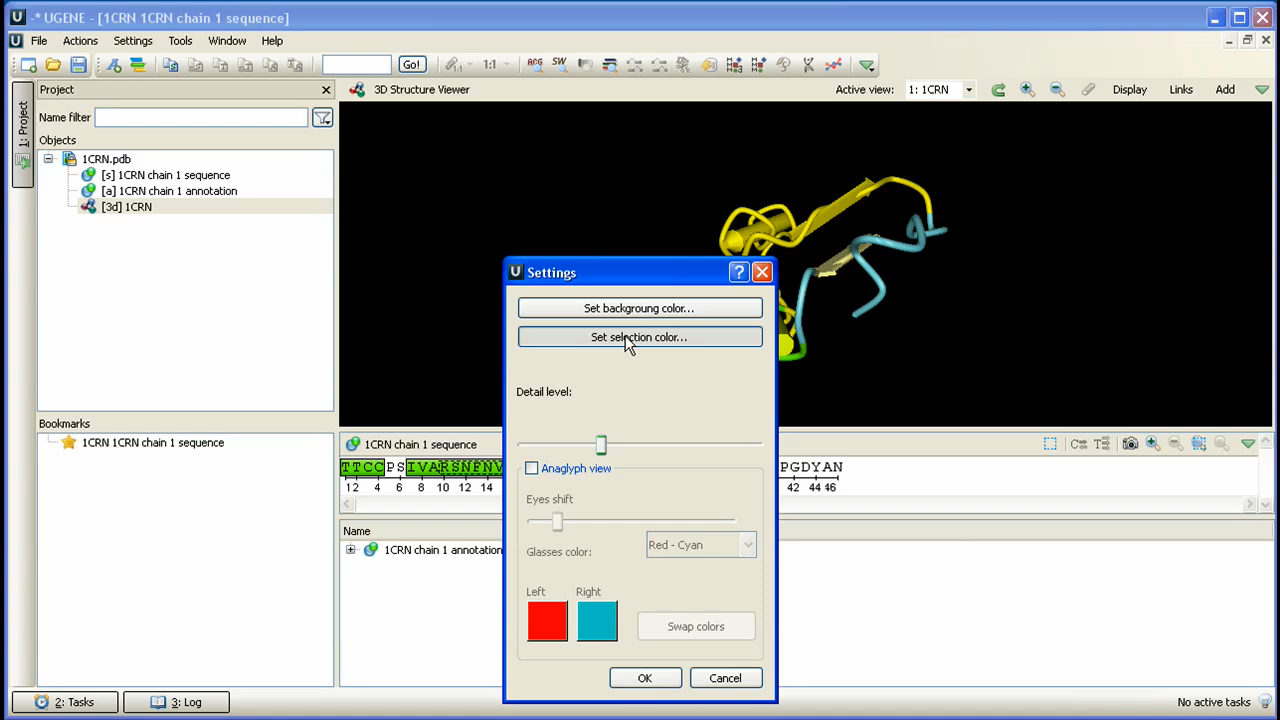 -* UGENE - [1CRN 1CRN chain 1 sequence]
File Actions Settings Tools Window Help
Go! 1:1
1: Project
Project
Name filter
Objects
1CRN.pdb
[s] 1CRN chain 1 sequence
[a] 1CRN chain 1 annotation
[3d] 1CRN
Bookmarks
1CRN 1CRN chain 1 sequence
3D Structure Viewer Active view: 1: 1CRN Display Links Add
Settings
Set backgroung color...
Set selection color...
Detail level:
Anaglyph view
Eyes shift
Glasses color: Red - Cyan
Left Right
Swap colors
OK Cancel
1CRN chain 1 sequence
TTCCPSIVARSNFNV PGDYAN
1 2 4 6 8 10 12 14 42 44 46
Name
1CRN chain 1 annotation
2: Tasks 3: Log No active tasks